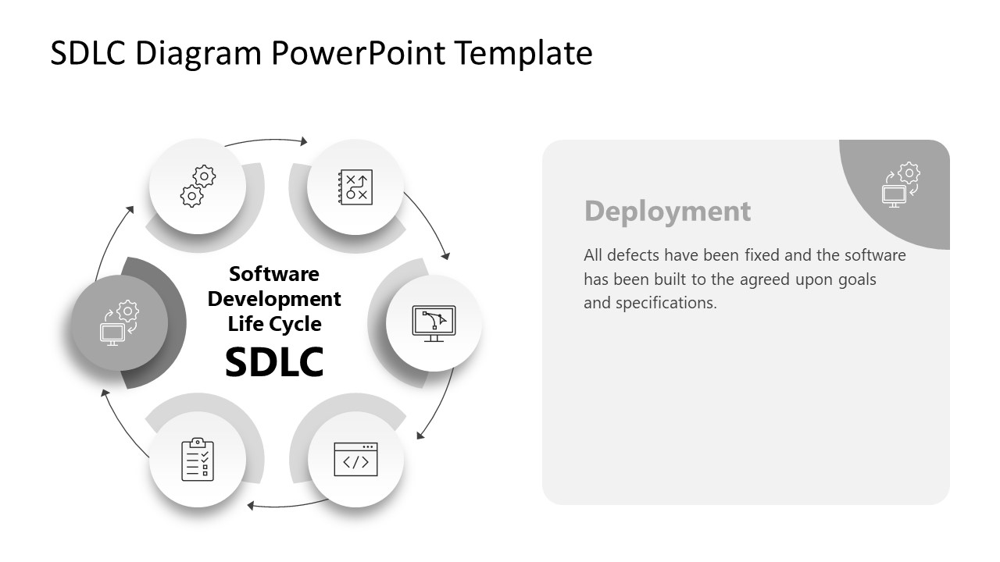 SDLC Diagram PowerPoint Template
Software
Development
Life Cycle
SDLC
Deployment
All defects have been fixed and the software
has been built to the agreed upon goals
and specifications.